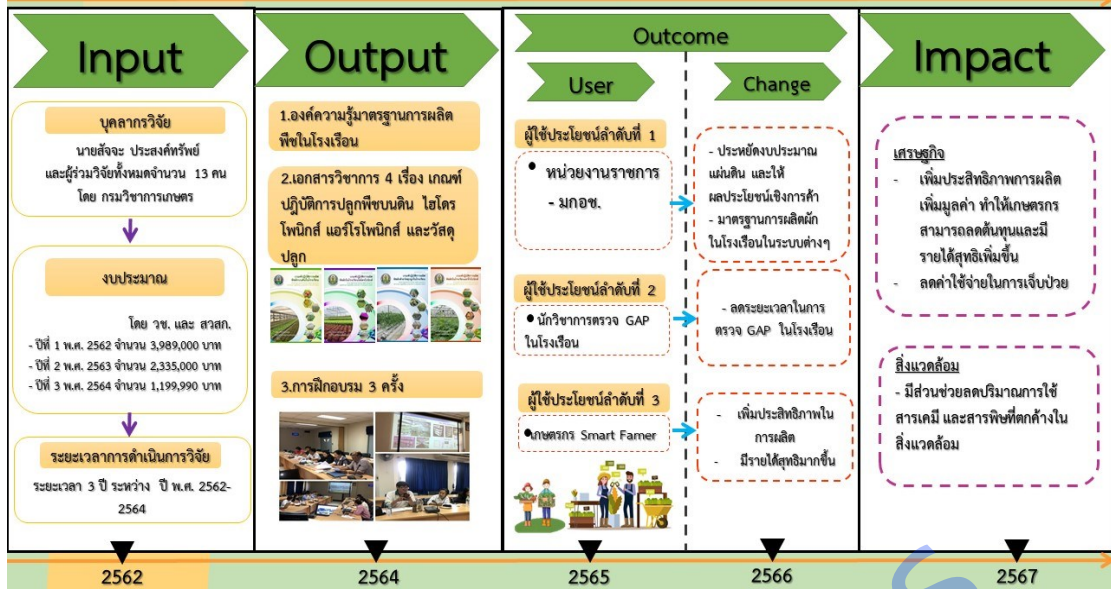 Input
บุคลากรวิจัย
นายสัจจะ ประสงค์ทรัพย์
และผู้ร่วมวิจัยทั้งหมดจำนวน 13 คน
โดย กรมวิชาการเกษตร
งบประมาณ
โดย วช. และ สวสก.
- ปีที่ 1 พ.ศ. 2562 จำนวน 3,989,000 บาท
- ปีที่ 2 พ.ศ. 2563 จำนวน 2,335,000 บาท
- ปีที่ 3 พ.ศ. 2564 จำนวน 1,199,990 บาท
ระยะเวลาการดำเนินการวิจัย
ระยะเวลา 3 ปี ระหว่าง ปี พ.ศ. 2562-
2564
Output
1.องค์ความรู้มาตรฐานการผลิต
พืชในโรงเรือน
2.เอกสารวิชาการ 4 เรื่อง เกณฑ์
ปฎิบัติการปลูกพืชบนดิน ไฮโดร
โพนิกส์ แอร์โรโพนิกส์ และวัสดุ
ปลูก
3.การฝึกอบรม 3 ครั้ง
Outcome
User
ผู้ใช้ประโยชน์ลำดับที่ 1
• หน่วยงานราชการ
- มกอช.
ผู้ใช้ประโยชน์ลำดับที่ 2
• นักวิชาการตรวจ GAP
ในโรงเรือน
ผู้ใช้ประโยชน์ลำดับที่ 3
•เกษตรกร Smart Famer
Change
- ประหยัดงบประมาณ
แผ่นดิน และให้
ผลประโยชน์เชิงการค้า
- มาตรฐานการผลิตผัก
ในโรงเรือนในระบบต่างๆ
- ลดระยะเวลาในการ
ตรวจ GAP ในโรงเรือน
- เพิ่มประสิทธิภาพใน
การผลิต
- มีรายได้สุทธิมากขึ้น
Impact
เศรษฐกิจ
- เพิ่มประสิทธิภาพการผลิต
เพิ่มมูลค่า ทำให้เกษตรกร
สามารถลดต้นทุนและมี
รายได้สุทธิเพิ่มขึ้น
- ลดค่าใช้จ่ายในการเจ็บป่วย
สิ่งแวดล้อม
- มีส่วนช่วยลดปริมาณการใช้
สารเคมี และสารพิษที่ตกค้างใน
สิ่งแวดล้อม
2562
2564
2565
2566
2567